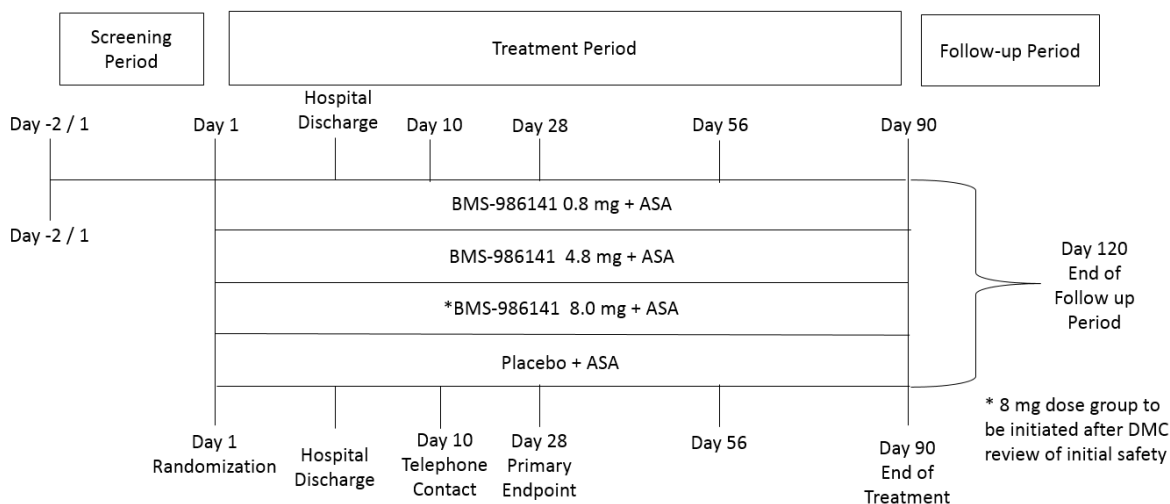 Screening
Period
Treatment Period
Follow-up Period
Day -2 / 1
Day 1
Hospital
Discharge
Day 10
Day 28
Day 56
Day 90
BMS-986141 0.8 mg + ASA
Day -2 / 1
BMS-986141  4.8 mg + ASA
*BMS-986141  8.0 mg + ASA
Placebo + ASA
Day 120
End of
Follow up
Period
Day 1
Randomization
Hospital
Discharge
Day 10
Telephone
Contact
Day 28
Primary
Endpoint
Day 56
Day 90
End of
Treatment
* 8 mg dose group to
be initiated after DMC
review of initial safety